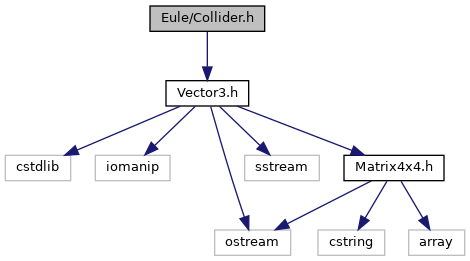 Eule/Collider.h
Vector3.h
cstdlib
iomanip
sstream
Matrix4x4.h
ostream
cstring
array